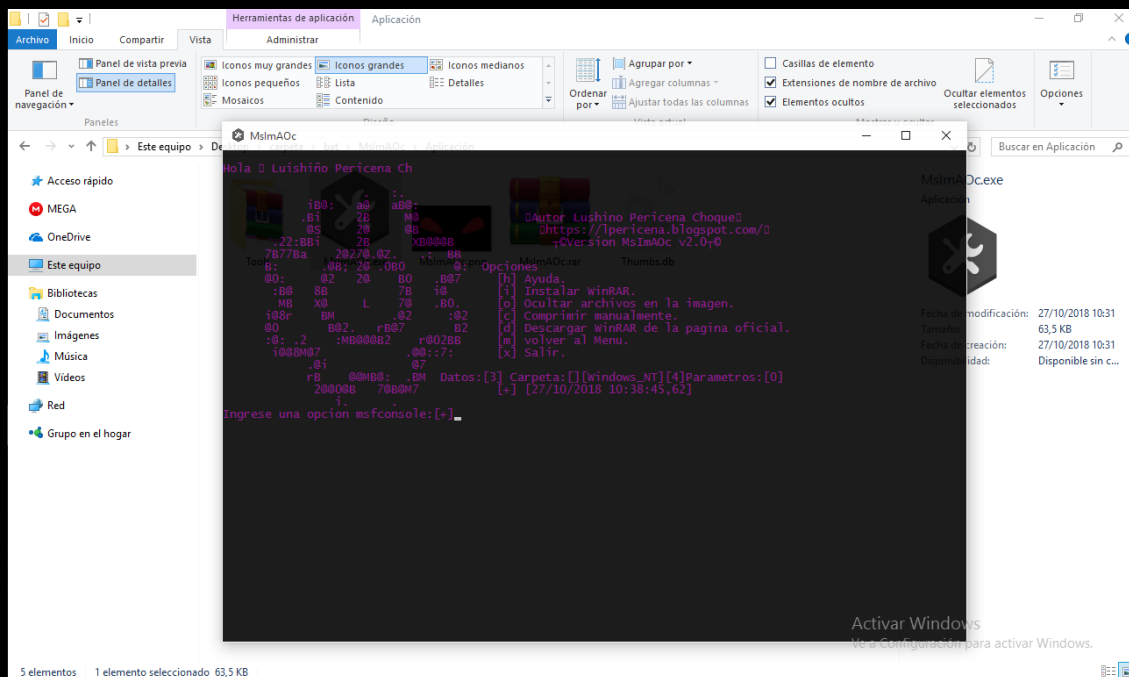 Herramientas de aplicación
Aplicación
Archivo
Inicio
Compartir
Vista
Administrar
Panel de navegación
Panel de vista previa
Panel de detalles
Paneles
Iconos muy grandes
Iconos grandes
Iconos medianos
Iconos pequeños
Lista
Detalles
Mosaicos
Contenido
Ordenar por
Agrupar por
Agregar columnas
Ajustar todas las columnas
Casillas de elemento
Extensiones de nombre de archivo
Elementos ocultos
Ocultar elementos seleccionados
Opciones
Este equipo
carpeta
bat
MsImAOc
Aplicación
Buscar en Aplicación
Acceso rápido
MEGA
OneDrive
Este equipo
Bibliotecas
Documentos
Imágenes
Música
Vídeos
Red
Grupo en el hogar
MsImAOc
Hola Luishiño Pericena Ch
Autor Lushino Pericena Choque
https://lpericena.blogspot.com/
©Version MsImAOc v2.0┬©
Opciones
[h] Ayuda.
[i] Instalar WinRAR.
[o] Ocultar archivos en la imagen.
[c] Comprimir manualmente.
[d] Descargar WinRAR de la pagina oficial.
[m] volver al Menu.
[x] Salir.
Datos:[3] Carpeta:[][Windows_NT][4]Parametros:[0]
[+] [27/10/2018 10:38:45,62]
Ingrese una opcion msfconsole:[+]
MsImAOc.png
MsImAOc.rar
Thumbs.db
MsImAOc.exe
Aplicación
Fecha de modificación: 27/10/2018 10:31
Tamaño: 63,5 KB
Fecha de creación: 27/10/2018 10:31
Disponibilidad: Disponible sin c...
Activar Windows
Ve a Configuración para activar Windows.
5 elementos
1 elemento seleccionado 63,5 KB